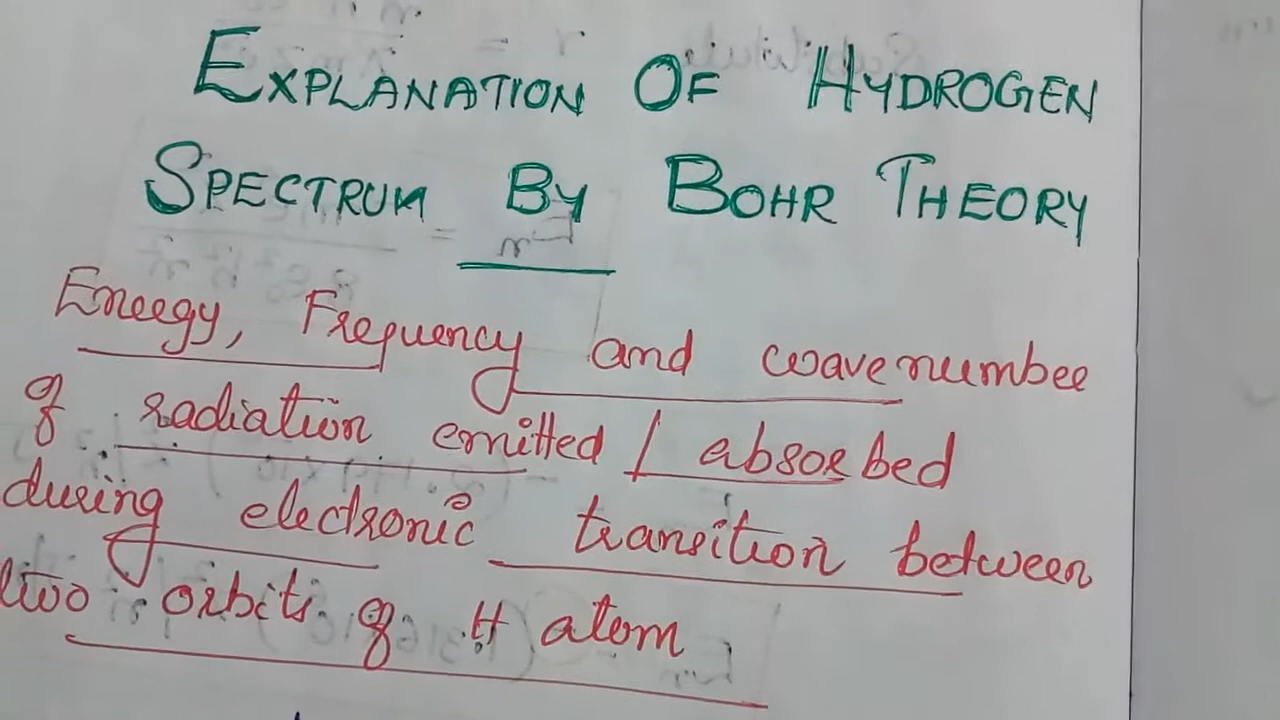 EXPLANATION OF HYDROGEN
SPECTRUM BY BOHR THEORY
Energy, Frequency and wavenumber
of radiation emitted / absorbed
during electronic transition between
two orbits of H atom